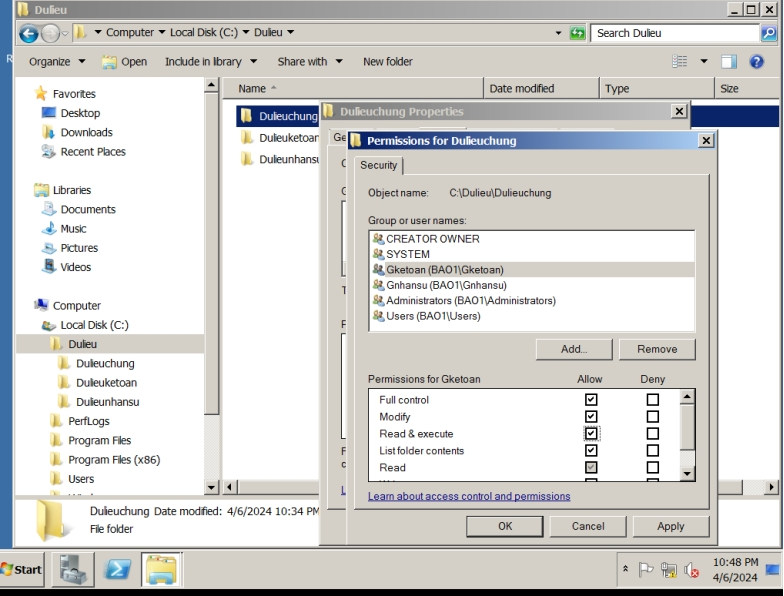 Dulieu
Computer Local Disk (C:) Dulieu
Search Dulieu
Organize Open Include in library Share with New folder
Name Date modified Type Size
Favorites
Desktop
Downloads
Recent Places
Libraries
Documents
Music
Pictures
Videos
Computer
Local Disk (C:)
Dulieu
Dulieuchung
Dulieuketoan
Dulieunhansu
PerfLogs
Program Files
Program Files (x86)
Users
Dulieuchung
Dulieuketoan
Dulieunhansu
Dulieuchung Properties
Permissions for Dulieuchung
Security
Object name: C:\Dulieu\Dulieuchung
Group or user names:
CREATOR OWNER
SYSTEM
Gketoan (BAO1\Gketoan)
Gnhansu (BAO1\Gnhansu)
Administrators (BAO1\Administrators)
Users (BAO1\Users)
Add...
Remove
Permissions for Gketoan Allow Deny
Full control
Modify
Read & execute
List folder contents
Read
Learn about access control and permissions
OK Cancel Apply
Dulieuchung Date modified: 4/6/2024 10:34 PM
File folder
Start
10:48 PM
4/6/2024